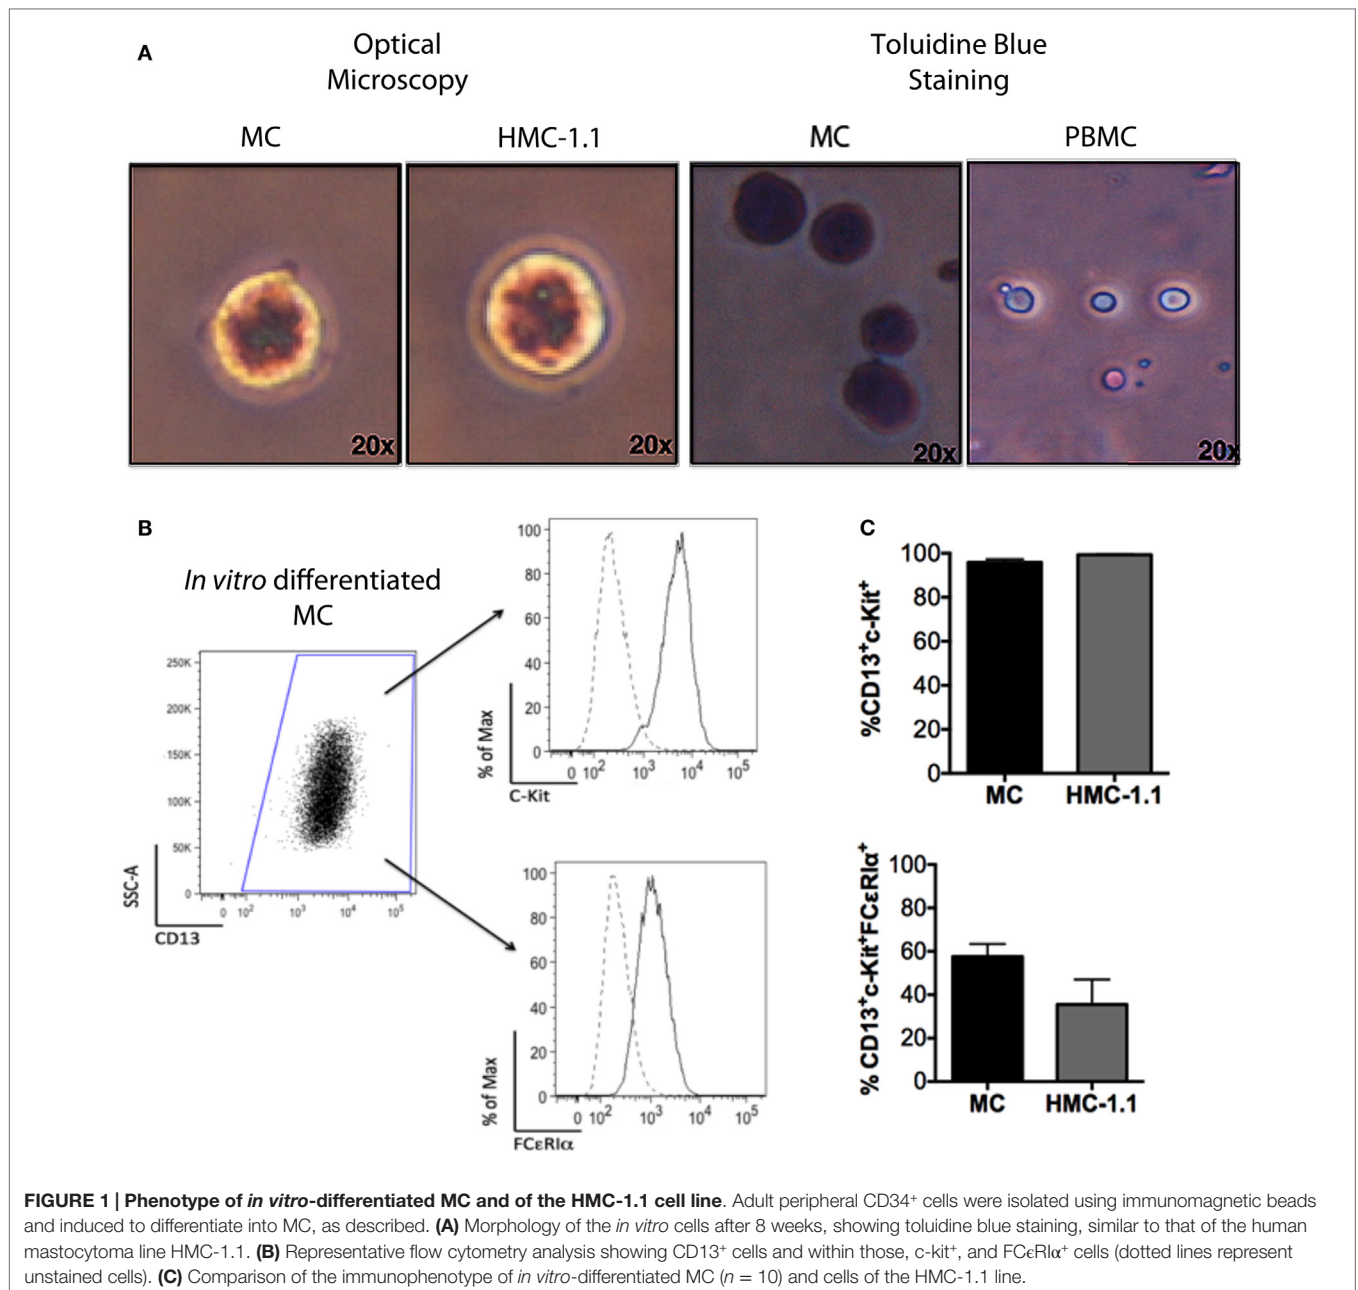 A
Optical
Microscopy
Toluidine Blue
Staining
MC
HMC-1.1
MC
PBMC
20x
20x
20x
20x
B
In vitro differentiated
MC
250K
200K
150K
100K
50K
0
0 10² 10³ 10⁴ 10⁵
SSC-A
CD13
100
80
60
40
20
0
0 10² 10³ 10⁴ 10⁵
% of Max
C-Kit
100
80
60
40
20
0
0 10² 10³ 10⁴ 10⁵
% of Max
FCεRIα
C
%CD13⁺c-Kit⁺
100
80
60
40
20
0
MC HMC-1.1
% CD13⁺c-Kit⁺FCεRIα⁺
100
80
60
40
20
0
MC HMC-1.1
FIGURE 1 | Phenotype of in vitro-differentiated MC and of the HMC-1.1 cell line. Adult peripheral CD34⁺ cells were isolated using immunomagnetic beads
and induced to differentiate into MC, as described. (A) Morphology of the in vitro cells after 8 weeks, showing toluidine blue staining, similar to that of the human
mastocytoma line HMC-1.1. (B) Representative flow cytometry analysis showing CD13⁺ cells and within those, c-kit⁺, and FCϵRIα⁺ cells (dotted lines represent
unstained cells). (C) Comparison of the immunophenotype of in vitro-differentiated MC (n = 10) and cells of the HMC-1.1 line.